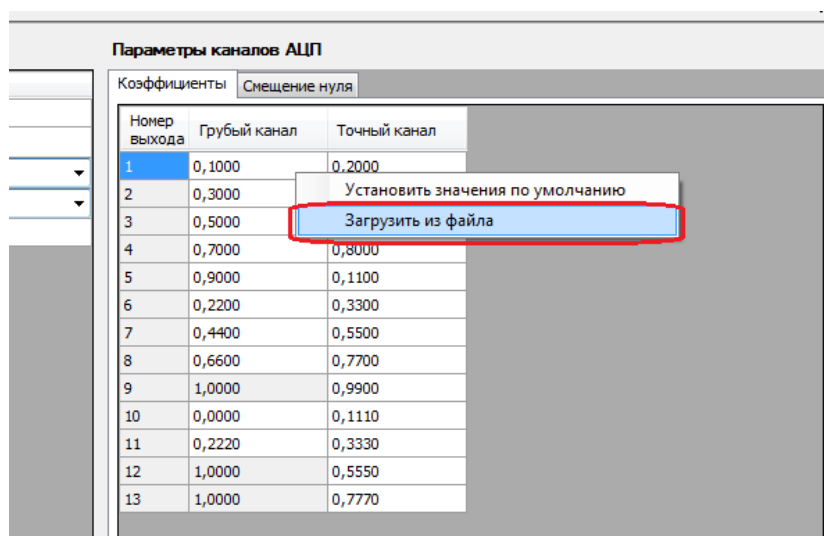 Параметры каналов АЦП
Коэффициенты Смещение нуля
Номер выхода Грубый канал Точный канал
1 0,1000 0,2000
Установить значения по умолчанию
2 0,3000
Загрузить из файла
3 0,5000
4 0,7000 0,8000
5 0,9000 0,1100
6 0,2200 0,3300
7 0,4400 0,5500
8 0,6600 0,7700
9 1,0000 0,9900
10 0,0000 0,1110
11 0,2220 0,3330
12 1,0000 0,5550
13 1,0000 0,7770